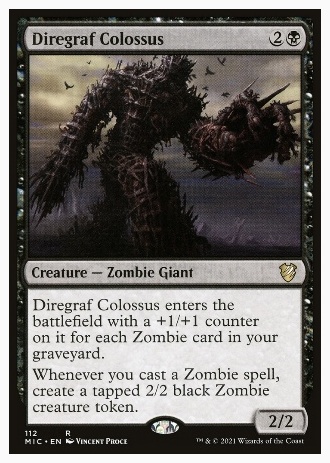 Diregraf Colossus 2
Creature — Zombie Giant
Diregraf Colossus enters the
battlefield with a +1/+1 counter
on it for each Zombie card in your
graveyard.
Whenever you cast a Zombie spell,
create a tapped 2/2 black Zombie
creature token.
2/2
112 R
MIC • EN VINCENT PROCE
™ & © 2021 Wizards of the Coast